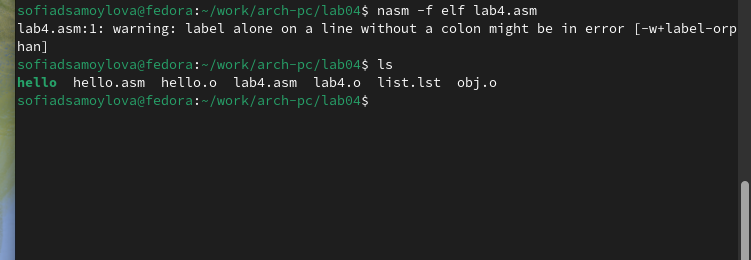 sofiadsamoylova@fedora:~/work/arch-pc/lab04$ nasm -f elf lab4.asm
lab4.asm:1: warning: label alone on a line without a colon might be in error [-w+label-orp
han]
sofiadsamoylova@fedora:~/work/arch-pc/lab04$ ls
hello  hello.asm  hello.o  lab4.asm  lab4.o  list.lst  obj.o
sofiadsamoylova@fedora:~/work/arch-pc/lab04$